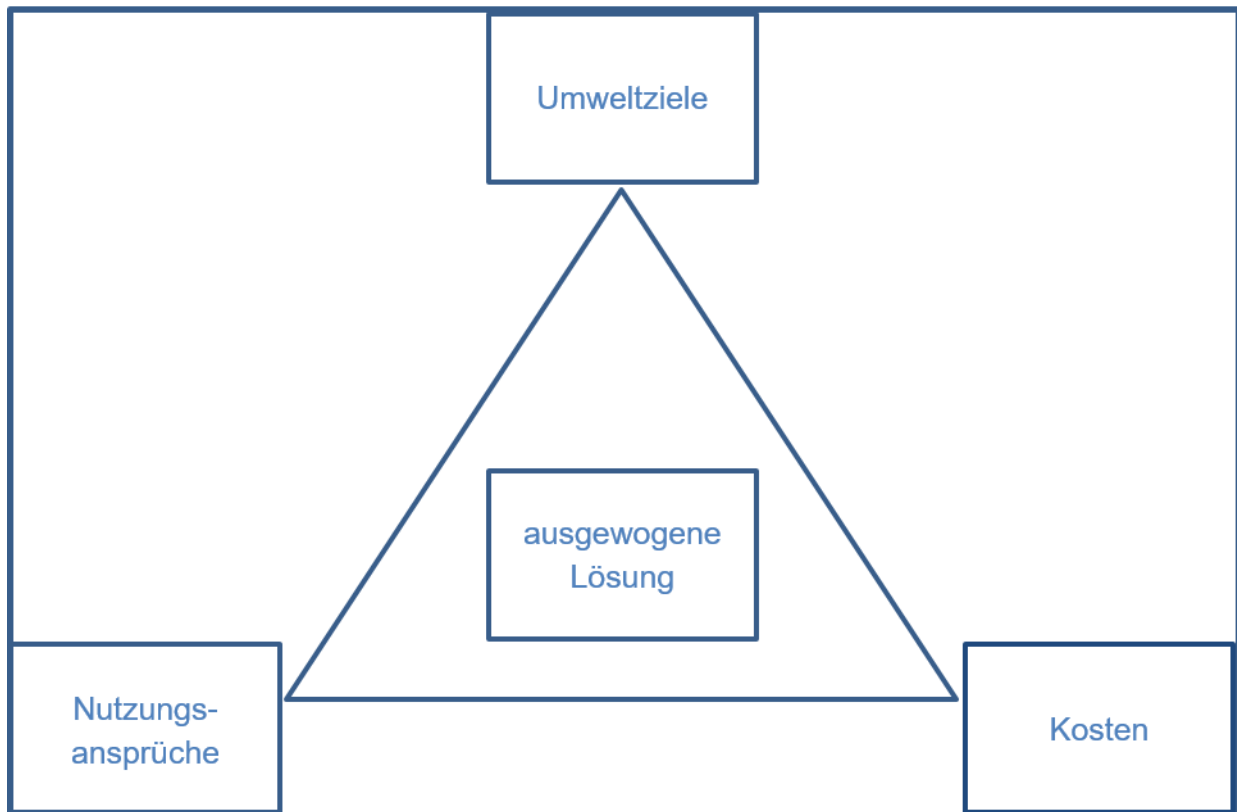 Umweltziele
ausgewogene
Lösung
Nutzungs-
ansprüche
Kosten